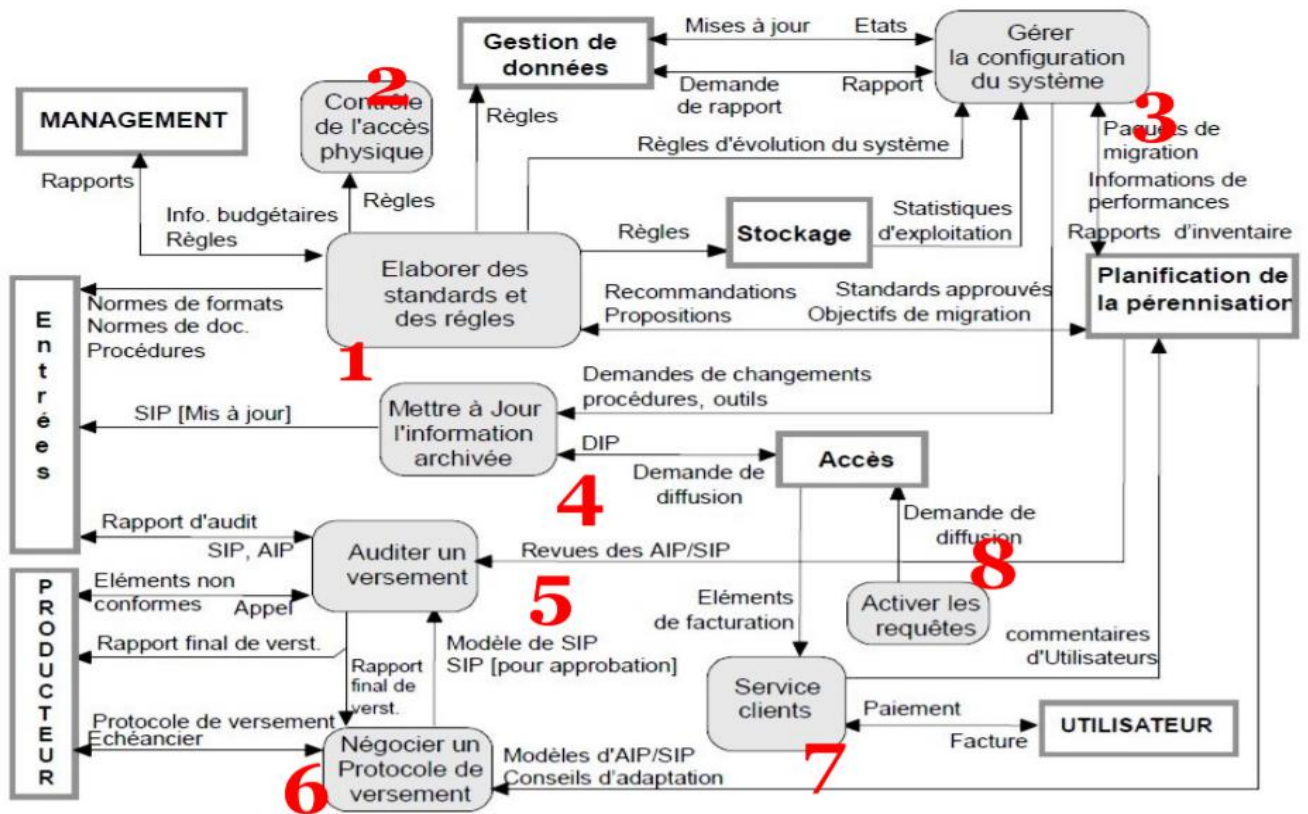 Gestion de
données
Mises à jour
Etats
Demande
de rapport
Rapport
Gérer
la configuration
du système
2
Contrôle
de l'accès
physique
MANAGEMENT
3
Paquets de
migration
Informations de
performances
Rapports d'inventaire
Règles
Règles d'évolution du système
Rapports
Info. budgétaires
Règles
Règles
Règles
Stockage
Statistiques
d'exploitation
Planification de
la pérennisation
Elaborer des
standards et
des régles
1
Recommandations
Propositions
Standards approuvés
Objectifs de migration
Entrées
Normes de formats
Normes de doc.
Procédures
SIP [Mis à jour]
Mettre à Jour
l'information
archivée
Demandes de changements
procédures, outils
DIP
Demande de
diffusion
4
Accès
Demande de
diffusion
Rapport d'audit
SIP, AIP
Auditer un
versement
Revues des AIP/SIP
5
8
Activer les
requêtes
PRODUCTEUR
Eléments non
conformes
Appel
Rapport final de verst.
Rapport
final de
verst.
Modèle de SIP
SIP [pour approbation]
Eléments
de facturation
commentaires
d'Utilisateurs
Service
clients
7
Paiement
Facture
UTILISATEUR
Protocole de versement
Echéancier
6
Négocier un
Protocole de
versement
Modèles d'AIP/SIP
Conseils d'adaptation